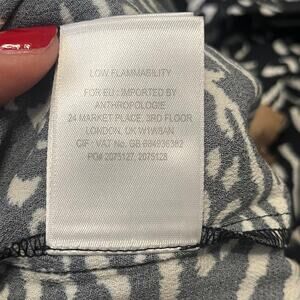 LOW FLAMMABILITY
FOR EU : IMPORTED BY
ANTHROPOLOGIE
24 MARKET PLACE, 3RD FLOOR
LONDON, UK W1W8AN
CIF : VAT No. GB 004036382
PO# 2075127, 2075128